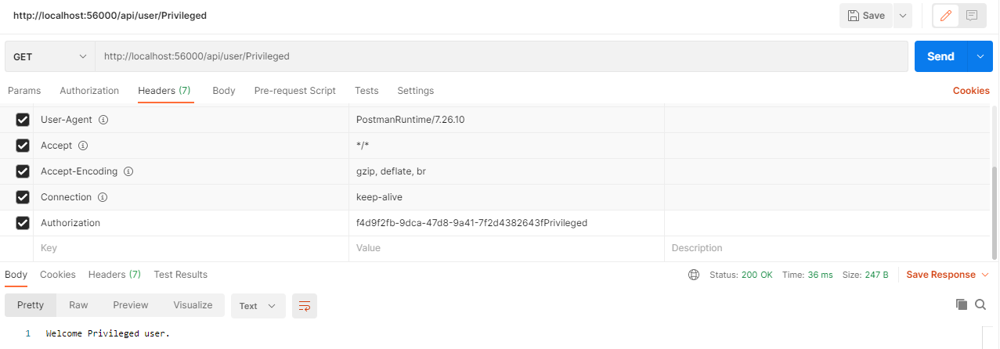 http://localhost:56000/api/user/Privileged Save
GET http://localhost:56000/api/user/Privileged Send
Params Authorization Headers (7) Body Pre-request Script Tests Settings Cookies
User-Agent PostmanRuntime/7.26.10
Accept */*
Accept-Encoding gzip, deflate, br
Connection keep-alive
Authorization f4d9f2fb-9dca-47d8-9a41-7f2d4382643fPrivileged
Key Value Description
Body Cookies Headers (7) Test Results Status: 200 OK Time: 36 ms Size: 247 B Save Response
Pretty Raw Preview Visualize Text
1 Welcome Privileged user.